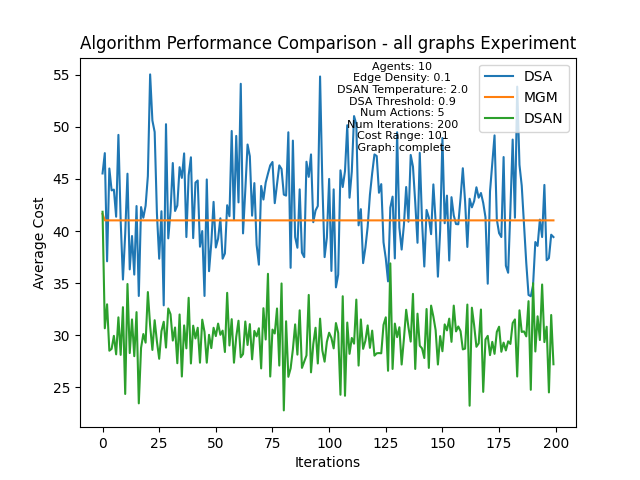 Algorithm Performance Comparison - all graphs Experiment
Agents: 10
Edge Density: 0.1
DSAN Temperature: 2.0
DSA Threshold: 0.9
Num Actions: 5
Num Iterations: 200
Cost Range: 101
Graph: complete
DSA
MGM
DSAN
Average Cost
55
50
45
40
35
30
25
0
25
50
75
100
125
150
175
200
Iterations